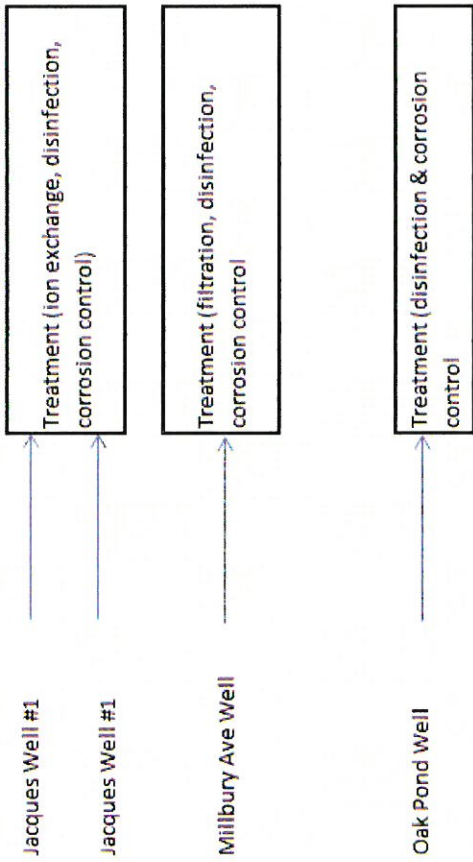 Jacques Well #1
Jacques Well #1
Treatment (ion exchange, disinfection,
corrosion control)
Millbury Ave Well
Treatment (filtration, disinfection,
corrosion control
Oak Pond Well
Treatment (disinfection & corrosion
control